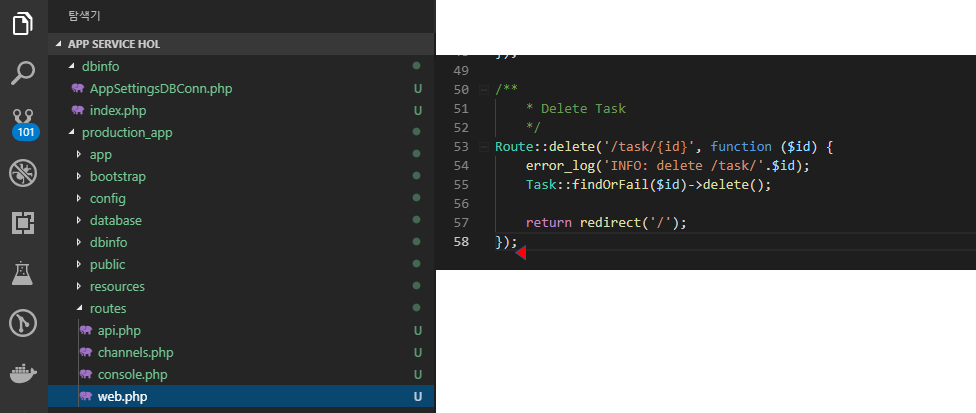 탐색기
APP SERVICE HOL
dbinfo
AppSettingsDBConn.php U
index.php U
production_app
app
bootstrap
config
database
dbinfo
public
resources
routes
api.php U
channels.php U
console.php U
web.php U
101
49
50 /**
51 * Delete Task
52 */
53 Route::delete('/task/{id}', function ($id) {
54 error_log('INFO: delete /task/'.$id);
55 Task::findOrFail($id)->delete();
56
57 return redirect('/');
58 });